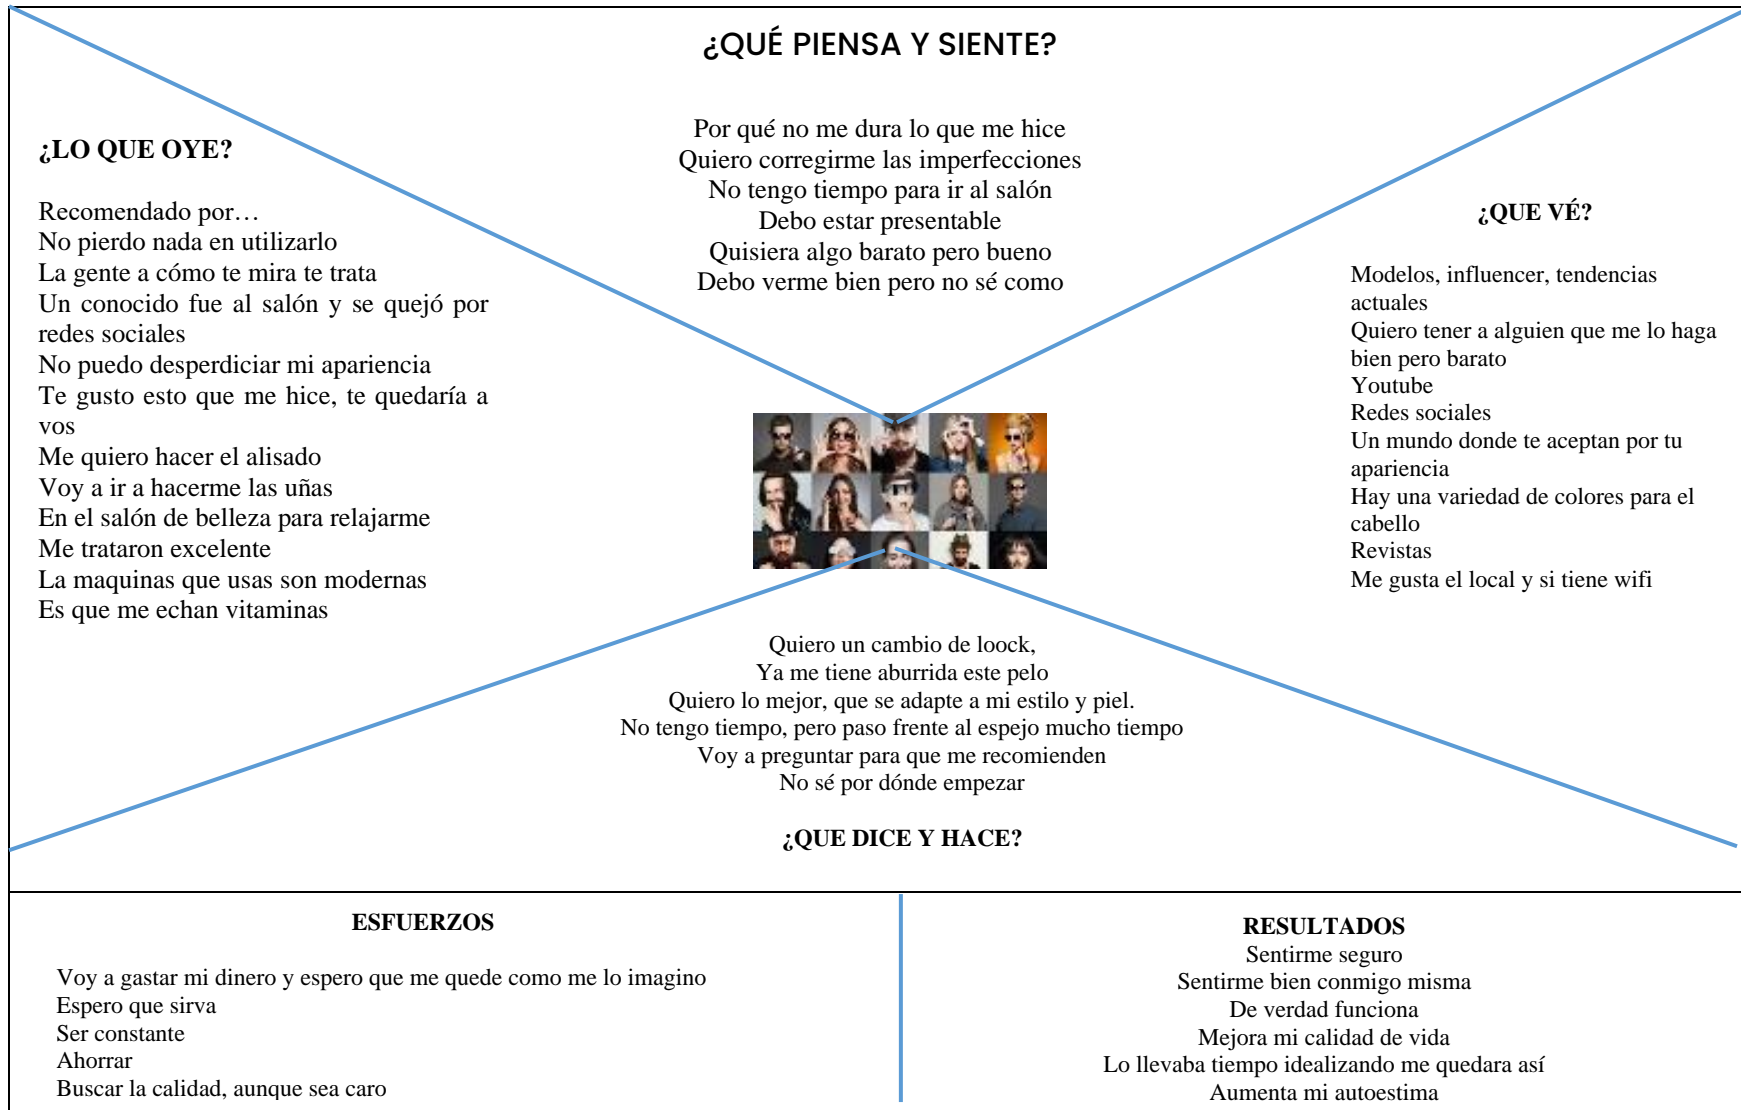 ¿QUÉ PIENSA Y SIENTE?
Por qué no me dura lo que me hice
Quiero corregirme las imperfecciones
No tengo tiempo para ir al salón
Debo estar presentable
Quisiera algo barato pero bueno
Debo verme bien pero no sé como
¿LO QUE OYE?
Recomendado por…
No pierdo nada en utilizarlo
La gente a cómo te mira te trata
Un conocido fue al salón y se quejó por
redes sociales
No puedo desperdiciar mi apariencia
Te gusto esto que me hice, te quedaría a
vos
Me quiero hacer el alisado
Voy a ir a hacerme las uñas
En el salón de belleza para relajarme
Me trataron excelente
La maquinas que usas son modernas
Es que me echan vitaminas
¿QUE VÉ?
Modelos, influencer, tendencias
actuales
Quiero tener a alguien que me lo haga
bien pero barato
Youtube
Redes sociales
Un mundo donde te aceptan por tu
apariencia
Hay una variedad de colores para el
cabello
Revistas
Me gusta el local y si tiene wifi
Quiero un cambio de loock,
Ya me tiene aburrida este pelo
Quiero lo mejor, que se adapte a mi estilo y piel.
No tengo tiempo, pero paso frente al espejo mucho tiempo
Voy a preguntar para que me recomienden
No sé por dónde empezar
¿QUE DICE Y HACE?
ESFUERZOS
Voy a gastar mi dinero y espero que me quede como me lo imagino
Espero que sirva
Ser constante
Ahorrar
Buscar la calidad, aunque sea caro
RESULTADOS
Sentirme seguro
Sentirme bien conmigo misma
De verdad funciona
Mejora mi calidad de vida
Lo llevaba tiempo idealizando me quedara así
Aumenta mi autoestima